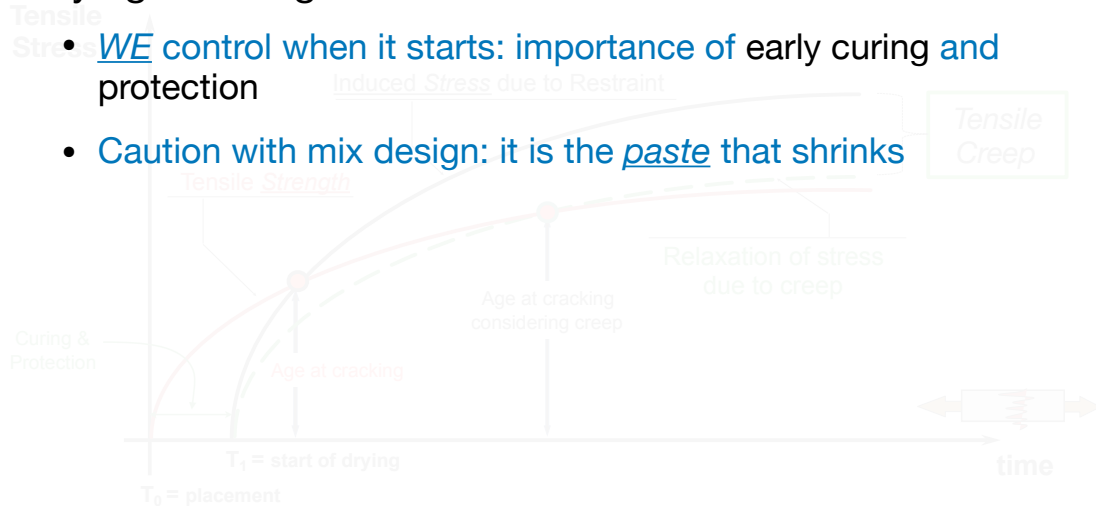 Tensile
Stress
• WE control when it starts: importance of early curing and
protection
Induced Stress due to Restraint
Tensile
Creep
• Caution with mix design: it is the paste that shrinks
Tensile Strength
Relaxation of stress
due to creep
Age at cracking
considering creep
Curing &
Protection
Age at cracking
T₁ = start of drying
time
T₀ = placement